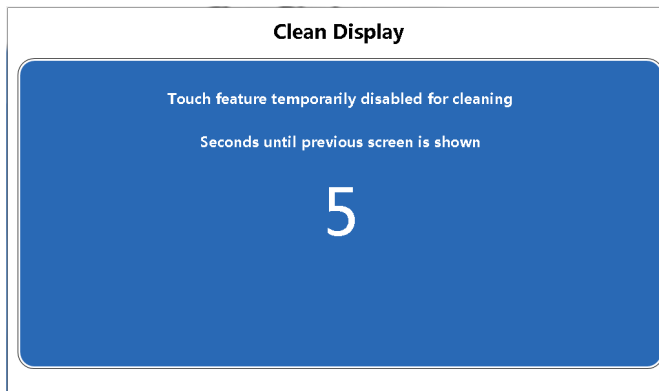 Clean Display
Touch feature temporarily disabled for cleaning
Seconds until previous screen is shown
5